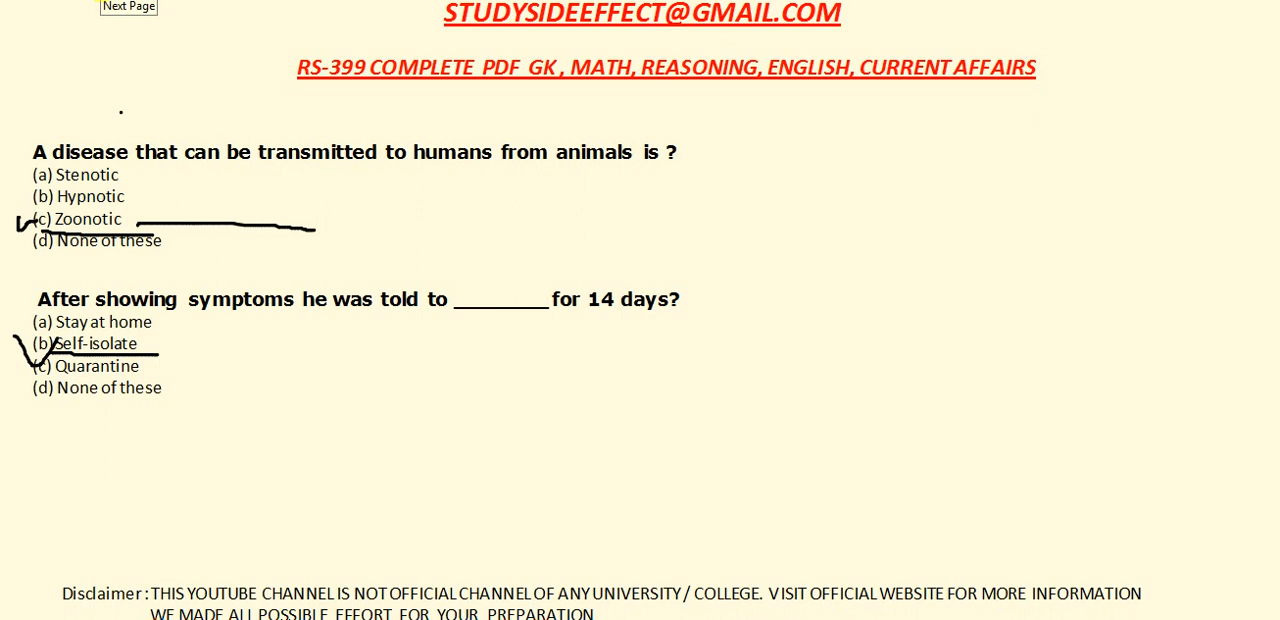 Next Page
STUDYSIDEEFFECT@GMAIL.COM
RS-399 COMPLETE PDF GK , MATH, REASONING, ENGLISH, CURRENT AFFAIRS
A disease that can be transmitted to humans from animals is ?
(a) Stenotic
(b) Hypnotic
(c) Zoonotic
(d) None of these
After showing symptoms he was told to ________ for 14 days?
(a) Stay at home
(b) Self-isolate
(c) Quarantine
(d) None of these
Disclaimer : THIS YOUTUBE CHANNEL IS NOT OFFICIAL CHANNEL OF ANY UNIVERSITY / COLLEGE. VISIT OFFICIAL WEBSITE FOR MORE INFORMATION
WE MADE ALL POSSIBLE EFFORT FOR YOUR PREPARATION